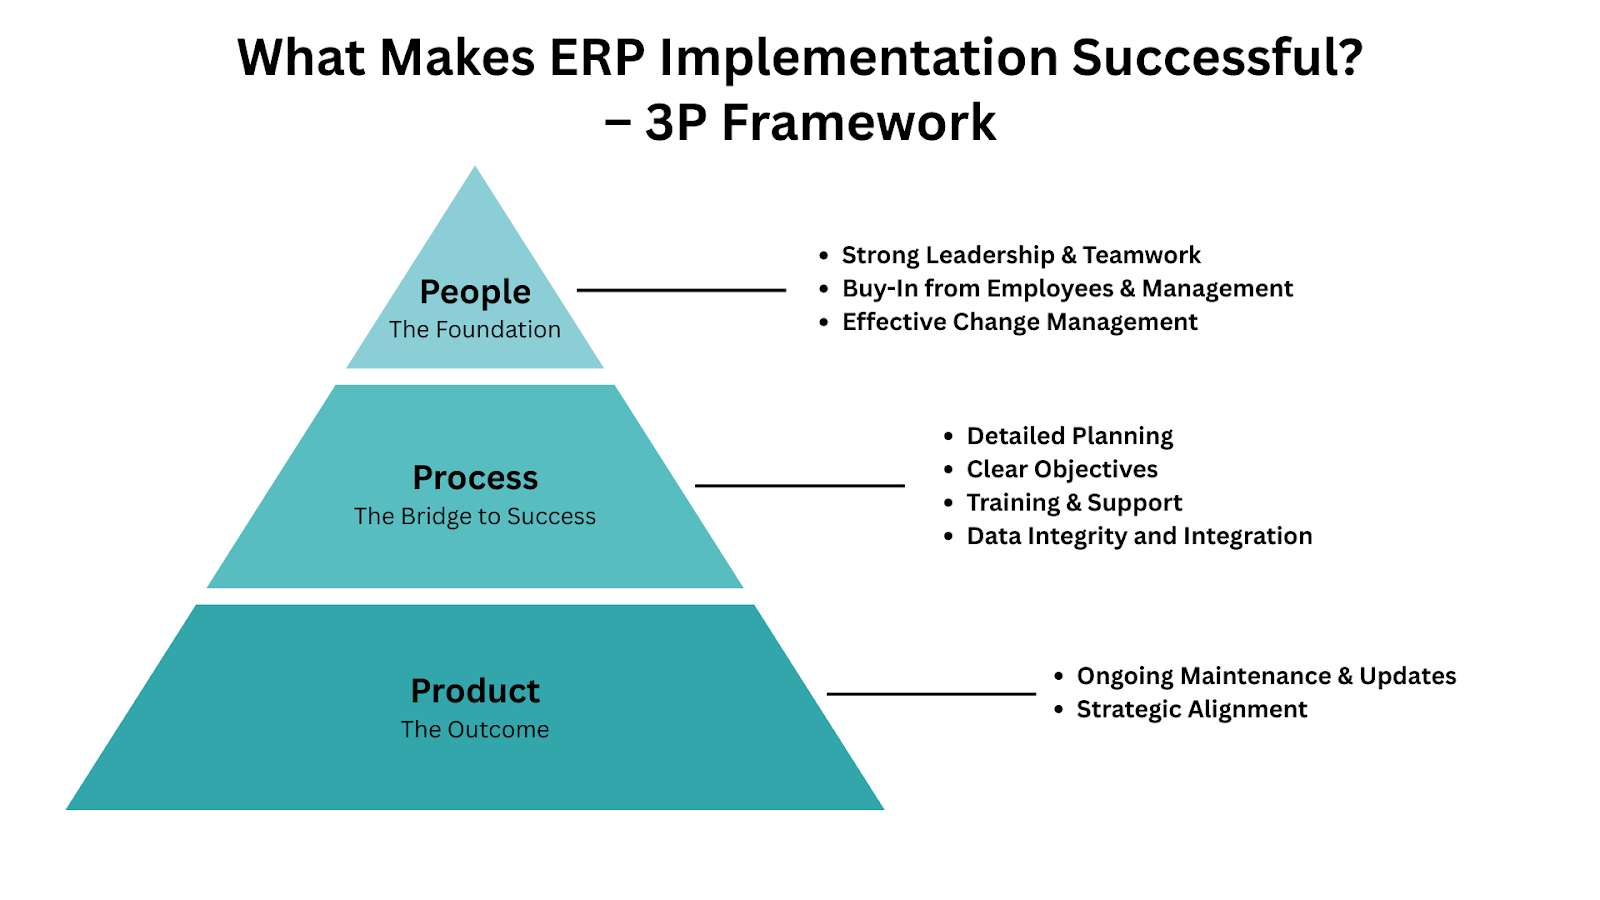 What Makes ERP Implementation Successful?
– 3P Framework
People
The Foundation
• Strong Leadership & Teamwork
• Buy-In from Employees & Management
• Effective Change Management
Process
The Bridge to Success
• Detailed Planning
• Clear Objectives
• Training & Support
• Data Integrity and Integration
Product
The Outcome
• Ongoing Maintenance & Updates
• Strategic Alignment